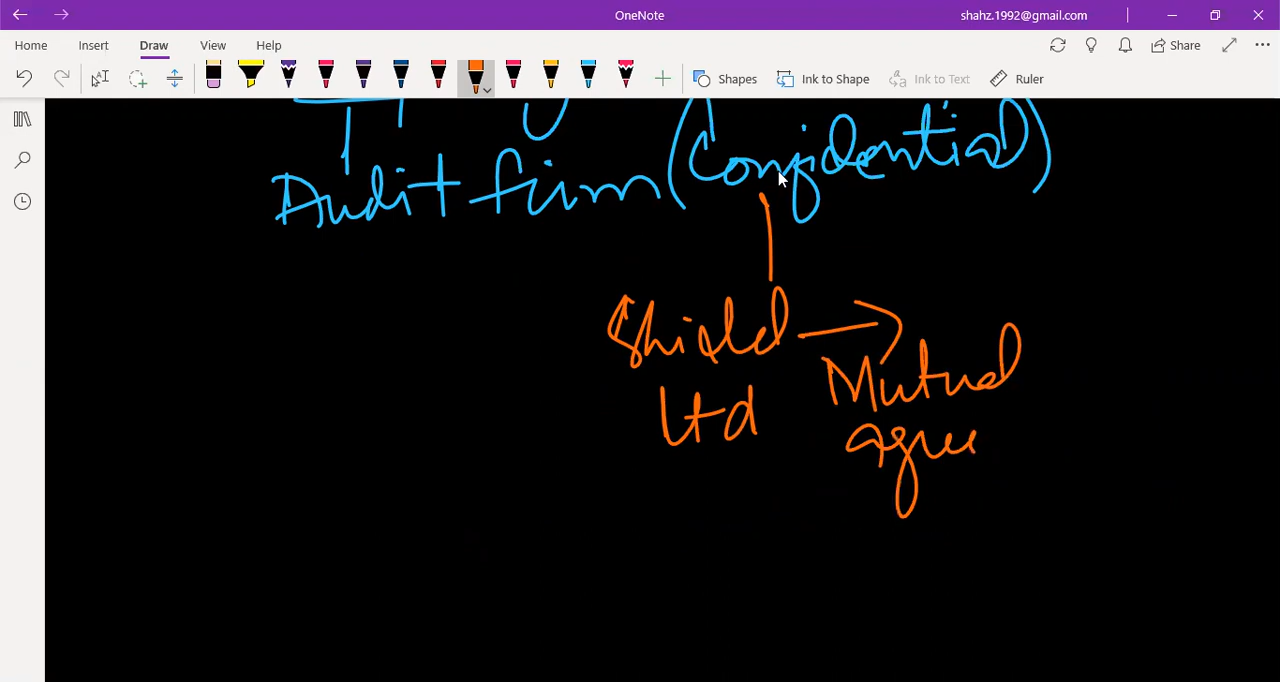 OneNote
shahz.1992@gmail.com
Home Insert Draw View Help
Share
Shapes Ink to Shape Ink to Text Ruler
Audit firm (Confidential)
Shield
Ltd
Mutual
agree